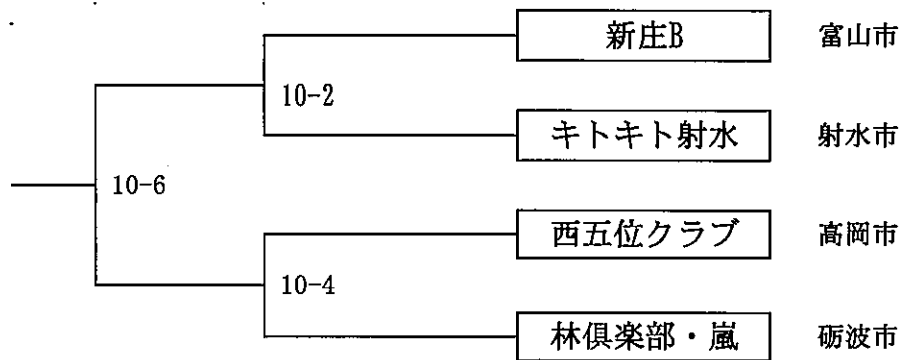 新庄B 富山市
10-2
キトキト射水 射水市
10-6
西五位クラブ 高岡市
10-4
林倶楽部・嵐 砺波市